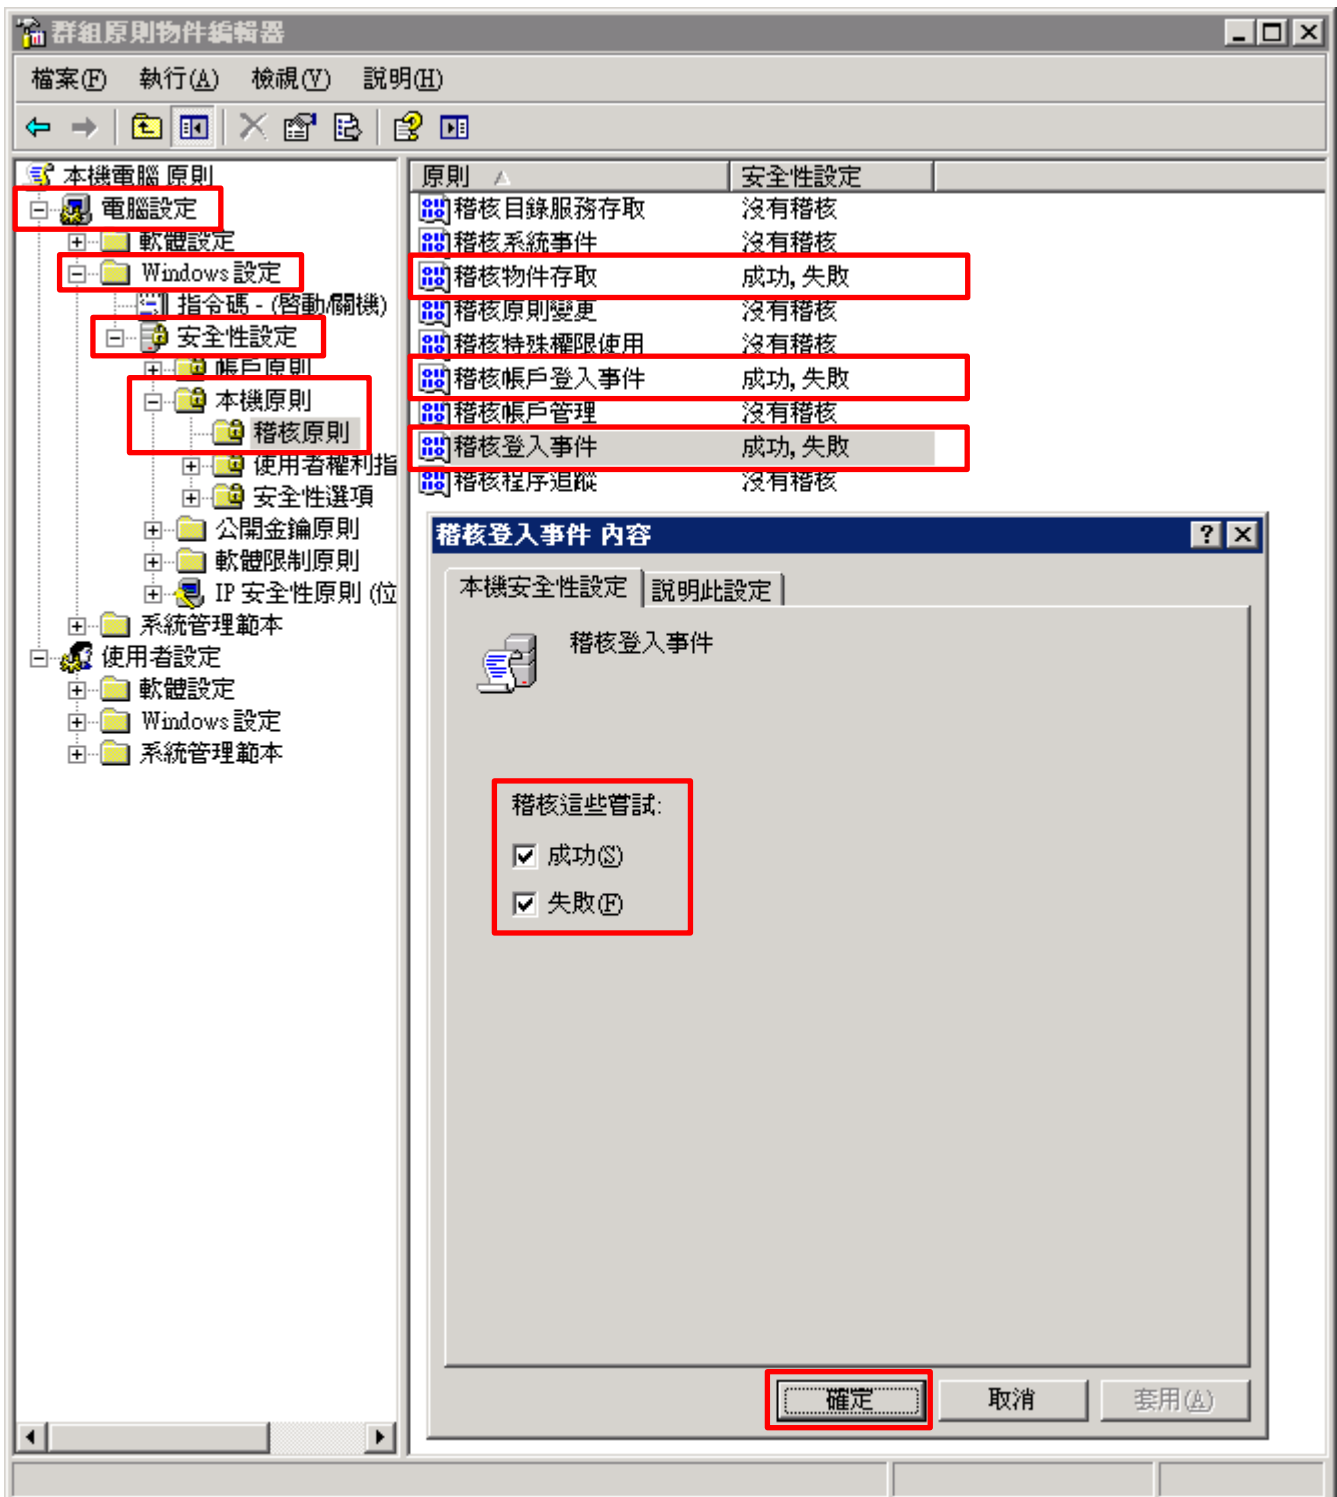 群組原則物件編輯器
檔案(F) 執行(A) 檢視(V) 說明(H)
本機電腦 原則
電腦設定
軟體設定
Windows 設定
指令碼 - (啓動/關機)
安全性設定
帳戶原則
本機原則
稽核原則
使用者權利指
安全性選項
公開金鑰原則
軟體限制原則
IP 安全性原則 (位
系統管理範本
使用者設定
軟體設定
Windows 設定
系統管理範本
原則 安全性設定
稽核目錄服務存取 沒有稽核
稽核系統事件 沒有稽核
稽核物件存取 成功, 失敗
稽核原則變更 沒有稽核
稽核特殊權限使用 沒有稽核
稽核帳戶登入事件 成功, 失敗
稽核帳戶管理 沒有稽核
稽核登入事件 成功, 失敗
稽核程序追蹤 沒有稽核
稽核登入事件 內容
本機安全性設定 說明此設定
稽核登入事件
稽核這些嘗試:
成功(S)
失敗(F)
確定 取消 套用(A)